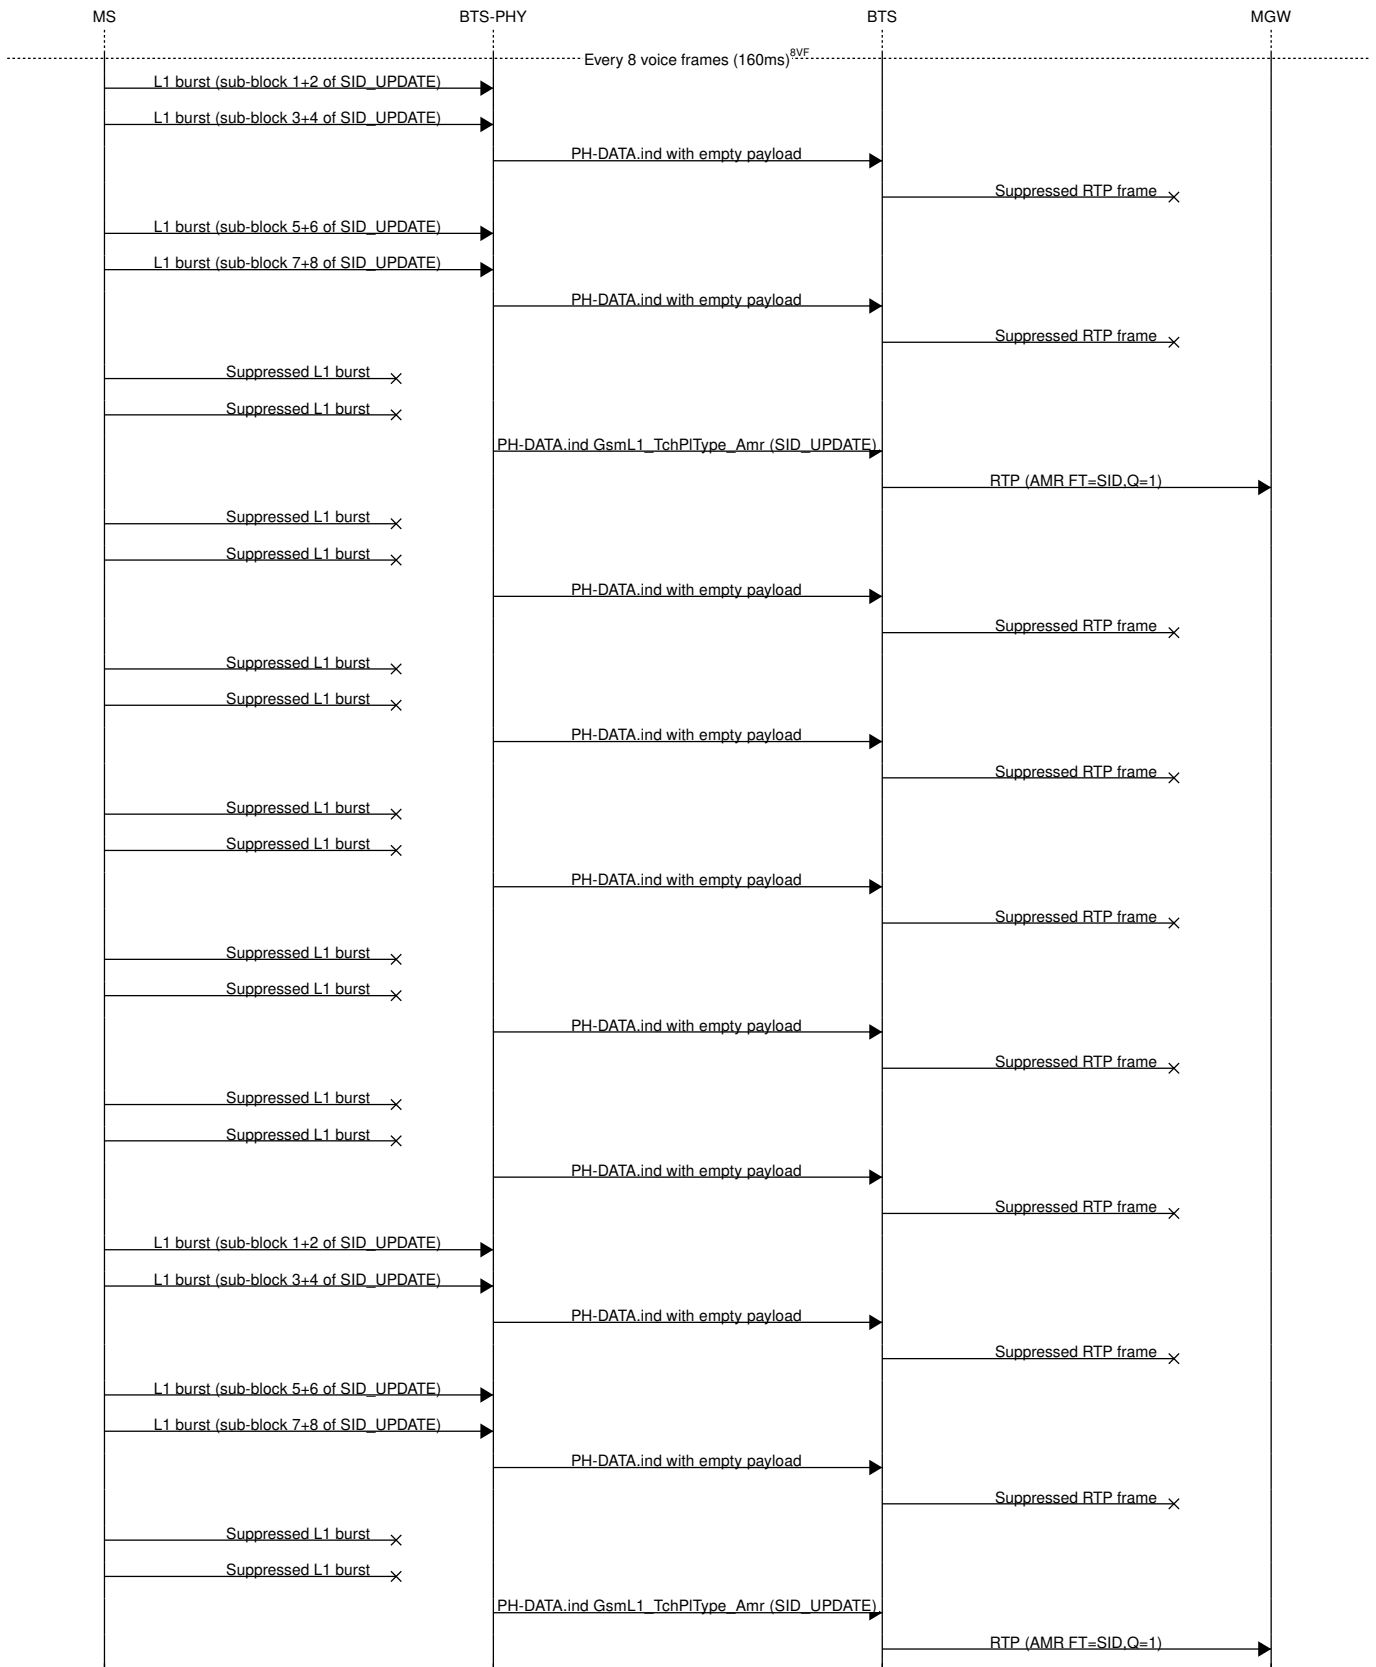 MS BTS-PHY BTS MGW
Every 8 voice frames (160ms)8VF
L1 burst (sub-block 1+2 of SID_UPDATE)
L1 burst (sub-block 3+4 of SID_UPDATE)
PH-DATA.ind with empty payload
Suppressed RTP frame
L1 burst (sub-block 5+6 of SID_UPDATE)
L1 burst (sub-block 7+8 of SID_UPDATE)
PH-DATA.ind with empty payload
Suppressed RTP frame
Suppressed L1 burst
Suppressed L1 burst
PH-DATA.ind GsmL1_TchPlType_Amr (SID_UPDATE)
RTP (AMR FT=SID,Q=1)
Suppressed L1 burst
Suppressed L1 burst
PH-DATA.ind with empty payload
Suppressed RTP frame
Suppressed L1 burst
Suppressed L1 burst
PH-DATA.ind with empty payload
Suppressed RTP frame
Suppressed L1 burst
Suppressed L1 burst
PH-DATA.ind with empty payload
Suppressed RTP frame
Suppressed L1 burst
Suppressed L1 burst
PH-DATA.ind with empty payload
Suppressed RTP frame
Suppressed L1 burst
Suppressed L1 burst
PH-DATA.ind with empty payload
Suppressed RTP frame
L1 burst (sub-block 1+2 of SID_UPDATE)
L1 burst (sub-block 3+4 of SID_UPDATE)
PH-DATA.ind with empty payload
Suppressed RTP frame
L1 burst (sub-block 5+6 of SID_UPDATE)
L1 burst (sub-block 7+8 of SID_UPDATE)
PH-DATA.ind with empty payload
Suppressed RTP frame
Suppressed L1 burst
Suppressed L1 burst
PH-DATA.ind GsmL1_TchPlType_Amr (SID_UPDATE)
RTP (AMR FT=SID,Q=1)